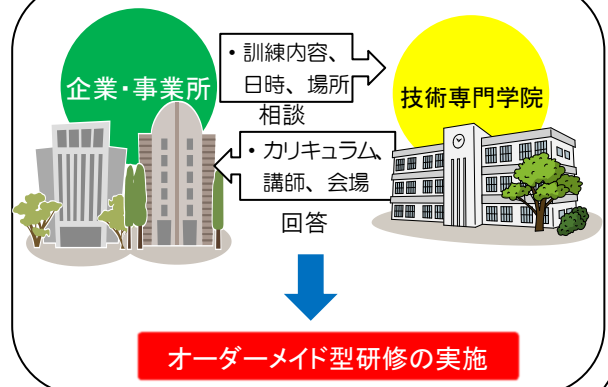 ・訓練内容、
日時、場所
企業・事業所
技術専門学院
相談
・カリキュラム、
講師、会場
回答
オーダーメイド型研修の実施